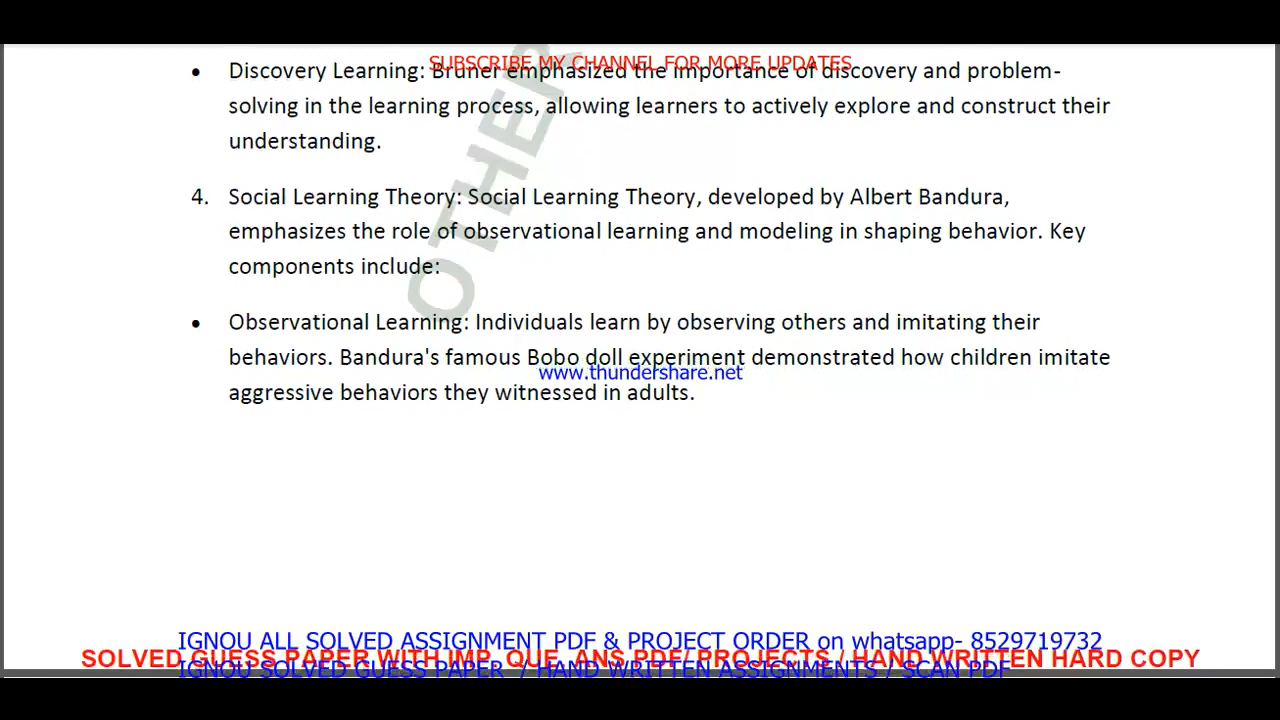 SUBSCRIBE MY CHANNEL FOR MORE UPDATES
• Discovery Learning: Bruner emphasized the importance of discovery and problem-
solving in the learning process, allowing learners to actively explore and construct their
understanding.
4. Social Learning Theory: Social Learning Theory, developed by Albert Bandura,
emphasizes the role of observational learning and modeling in shaping behavior. Key
components include:
• Observational Learning: Individuals learn by observing others and imitating their
behaviors. Bandura's famous Bobo doll experiment demonstrated how children imitate
www.thundershare.net
aggressive behaviors they witnessed in adults.
OTHER
IGNOU ALL SOLVED ASSIGNMENT PDF & PROJECT ORDER on whatsapp- 8529719732
SOLVED GUESS PAPER WITH IMP. QUE. ANS PDF/ PROJECTS / HAND WRITTEN HARD COPY
IGNOU SOLVED GUESS PAPER / HAND WRITTEN ASSIGNMENTS / SCAN PDF